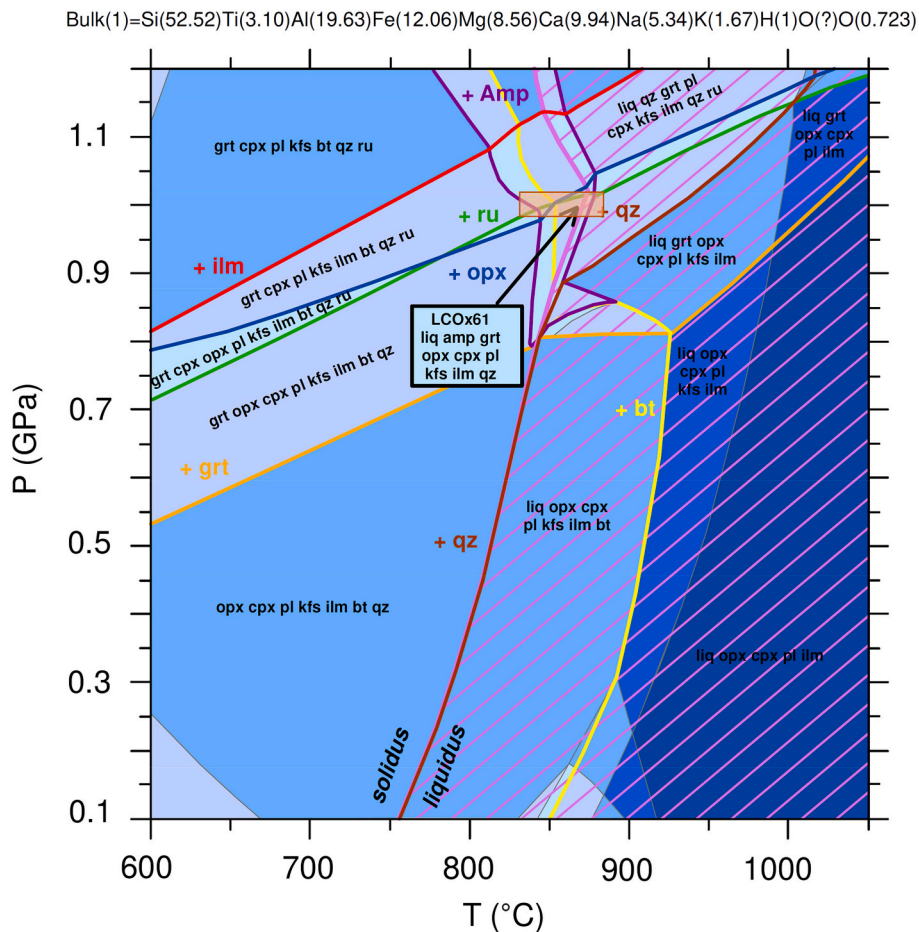 Bulk(1)=Si(52.52)Ti(3.10)Al(19.63)Fe(12.06)Mg(8.56)Ca(9.94)Na(5.34)K(1.67)H(1)O(?)O(0.723)
+ Amp
liq qz grt pl
cpx kfs ilm qz ru
liq grt
opx cpx
pl ilm
grt cpx pl kfs bt qz ru
+ ru
+ qz
+ ilm
grt cpx pl kfs ilm bt qz ru
+ opx
liq grt opx
cpx pl kfs ilm
grt cpx opx pl kfs ilm bt qz ru
LCOx61
liq amp grt
opx cpx pl
kfs ilm qz
grt opx cpx pl kfs ilm bt qz
liq opx
cpx pl
kfs ilm
+ bt
+ grt
+ qz
liq opx cpx
pl kfs ilm bt
opx cpx pl kfs ilm bt qz
liq opx cpx pl ilm
solidus
liquidus
1.1
0.9
0.7
0.5
0.3
0.1
P (GPa)
600
700
800
900
1000
T (°C)